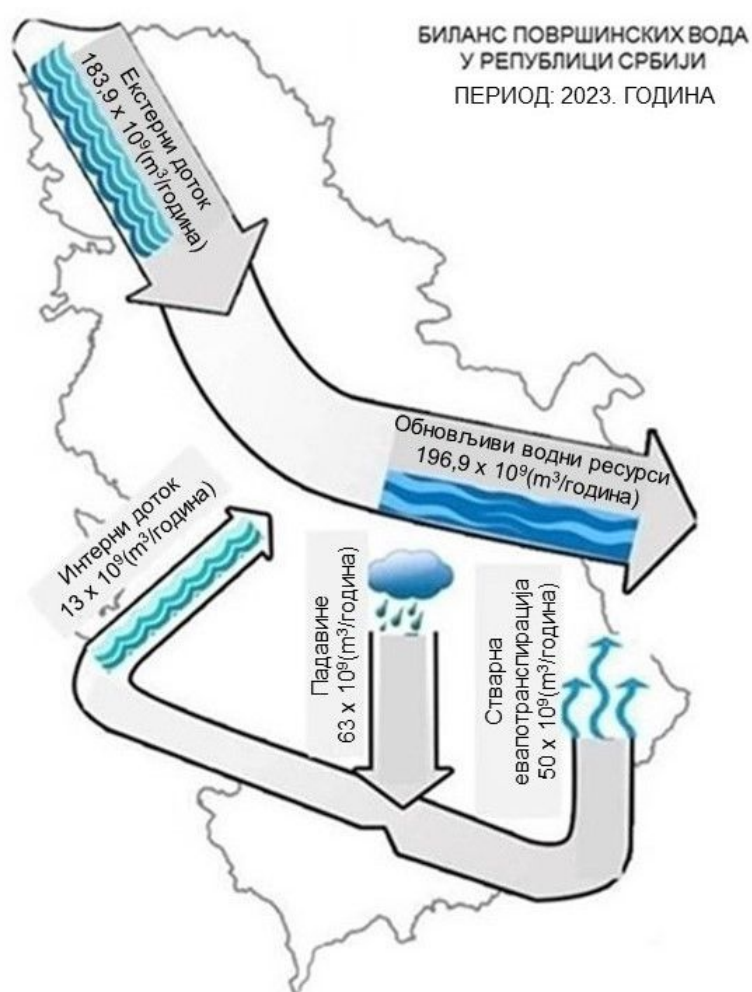 БИЛАНС ПОВРШИНСКИХ ВОДА
У РЕПУБЛИЦИ СРБИЈИ
ПЕРИОД: 2023. ГОДИНА
Екстерни доток
183,9 x 10⁹(m³/година)
Обновљиви водни ресурси
196,9 x 10⁹(m³/година)
Интерни доток
13 x 10⁹(m³/година)
Падавине
63 x 10⁹(m³/година)
Стварна
евапотранспирација
50 x 10⁹(m³/година)